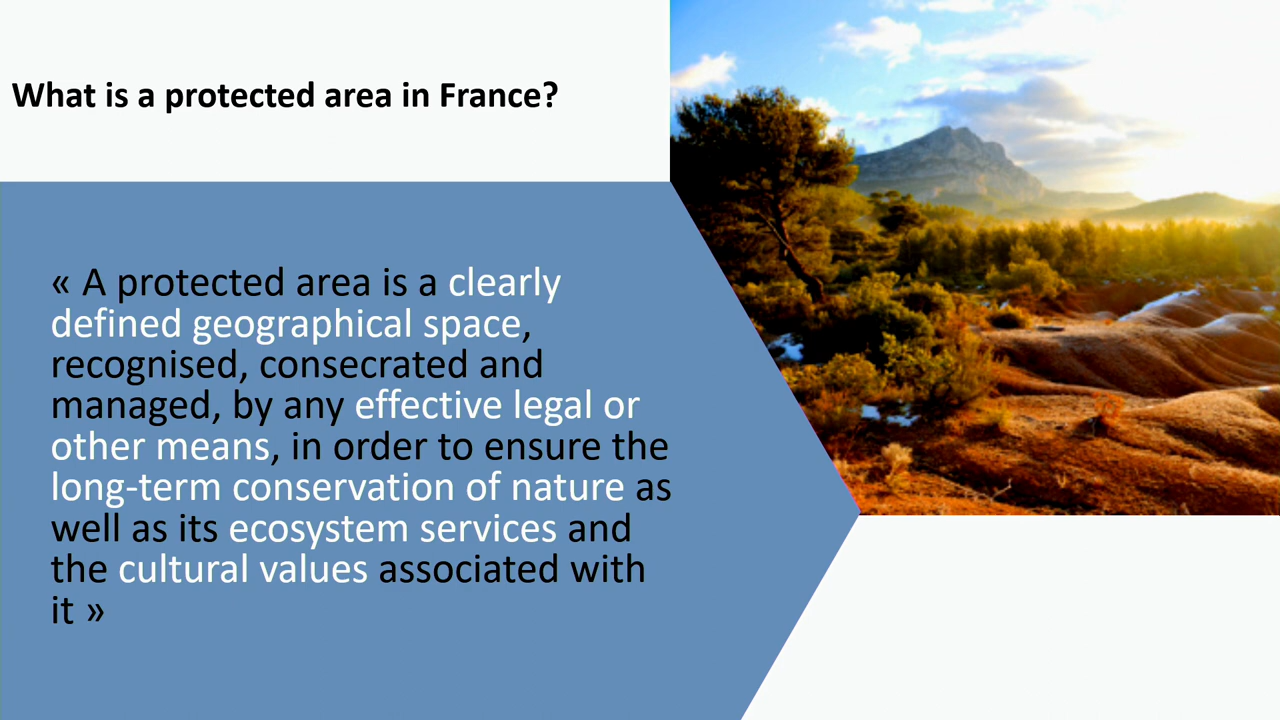 What is a protected area in France?
« A protected area is a clearly
defined geographical space,
recognised, consecrated and
managed, by any effective legal or
other means, in order to ensure the
long-term conservation of nature as
well as its ecosystem services and
the cultural values associated with
it »